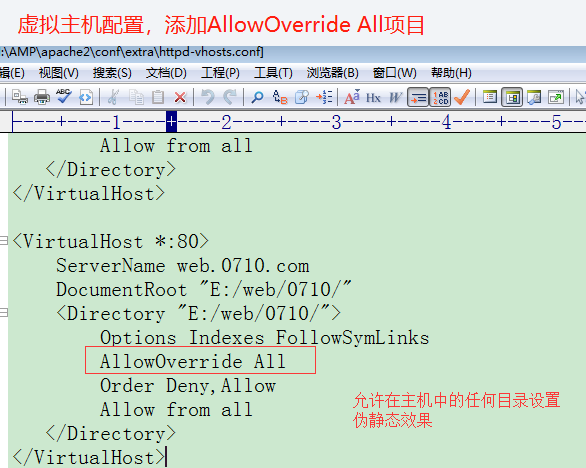 虚拟主机配置，添加AllowOverride All项目
:\AMP\apache2\conf\extra\httpd-vhosts.conf]
辑(E) 视图(V) 搜索(S) 文档(D) 工程(P) 工具(T) 浏览器(B) 窗口(W) 帮助(H)
----+----1----+----2----+----3----+----4----+----5--
Allow from all
</Directory>
</VirtualHost>
<VirtualHost *:80>
ServerName web.0710.com
DocumentRoot "E:/web/0710/"
<Directory "E:/web/0710/">
Options Indexes FollowSymLinks
AllowOverride All
Order Deny,Allow
Allow from all
</Directory>
</VirtualHost>
允许在主机中的任何目录设置
伪静态效果